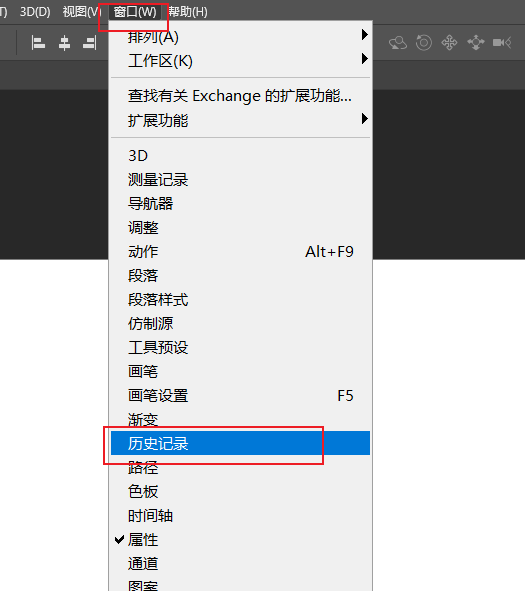 T) 3D(D) 视图(V) 窗口(W) 帮助(H)
排列(A)
工作区(K)
查找有关 Exchange 的扩展功能...
扩展功能
3D
测量记录
导航器
调整
动作 Alt+F9
段落
段落样式
仿制源
工具预设
画笔
画笔设置 F5
渐变
历史记录
路径
色板
时间轴
属性
通道
图案